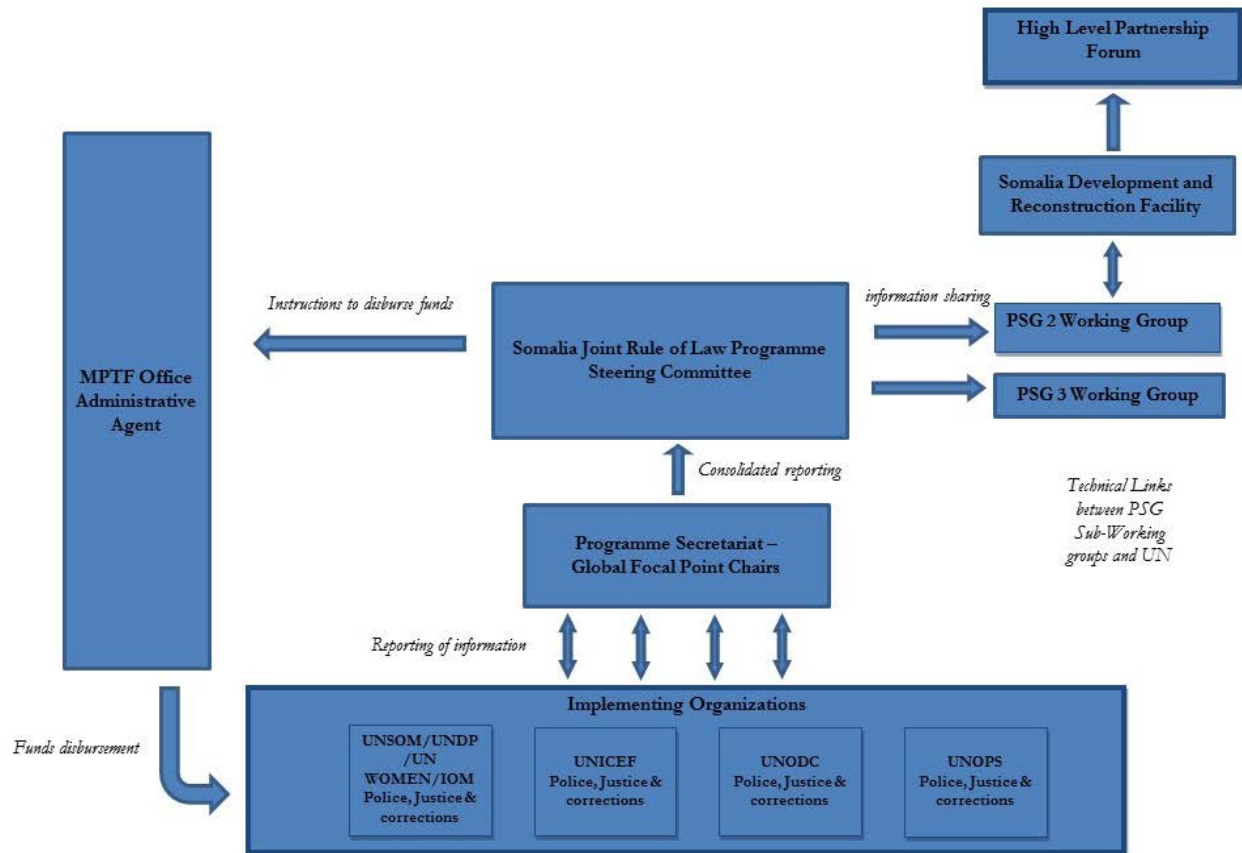 High Level Partnership
Forum
Somalia Development and
Reconstruction Facility
Instructions to disburse funds
information sharing
PSG 2 Working Group
Somalia Joint Rule of Law Programme
Steering Committee
MPTF Office
Administrative
Agent
PSG 3 Working Group
Consolidated reporting
Technical Links
between PSG
Sub-Working
groups and UN
Programme Secretariat –
Global Focal Point Chairs
Reporting of information
Implementing Organizations
Funds disbursement
UNSOM/UNDP
/UN
WOMEN/IOM
Police, Justice &
corrections
UNICEF
Police, Justice &
corrections
UNODC
Police, Justice &
corrections
UNOPS
Police, Justice &
corrections